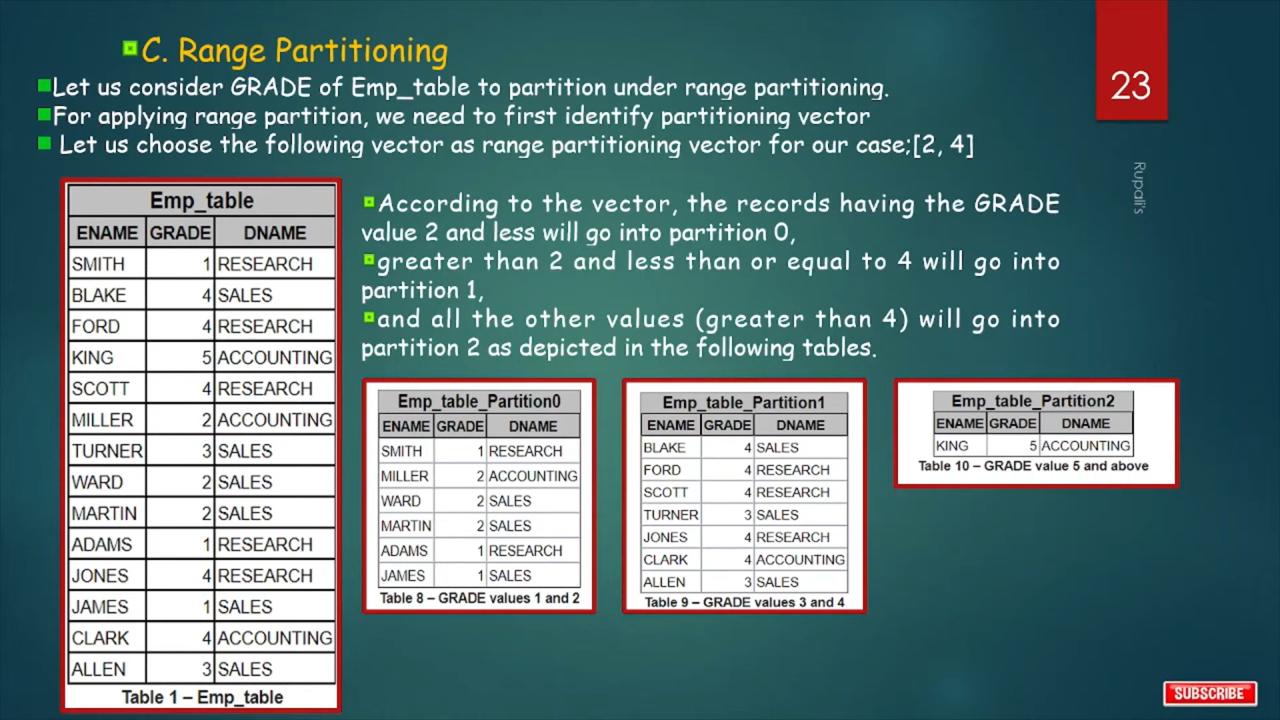 C. Range Partitioning
23
Let us consider GRADE of Emp_table to partition under range partitioning.
For applying range partition, we need to first identify partitioning vector
Let us choose the following vector as range partitioning vector for our case;[2, 4]
Rupali's
Emp_table
ENAME GRADE DNAME
SMITH 1 RESEARCH
BLAKE 4 SALES
FORD 4 RESEARCH
KING 5 ACCOUNTING
SCOTT 4 RESEARCH
MILLER 2 ACCOUNTING
TURNER 3 SALES
WARD 2 SALES
MARTIN 2 SALES
ADAMS 1 RESEARCH
JONES 4 RESEARCH
JAMES 1 SALES
CLARK 4 ACCOUNTING
ALLEN 3 SALES
Table 1 – Emp_table
According to the vector, the records having the GRADE
value 2 and less will go into partition 0,
greater than 2 and less than or equal to 4 will go into
partition 1,
and all the other values (greater than 4) will go into
partition 2 as depicted in the following tables.
Emp_table_Partition0
ENAME GRADE DNAME
SMITH 1 RESEARCH
MILLER 2 ACCOUNTING
WARD 2 SALES
MARTIN 2 SALES
ADAMS 1 RESEARCH
JAMES 1 SALES
Table 8 – GRADE values 1 and 2
Emp_table_Partition1
ENAME GRADE DNAME
BLAKE 4 SALES
FORD 4 RESEARCH
SCOTT 4 RESEARCH
TURNER 3 SALES
JONES 4 RESEARCH
CLARK 4 ACCOUNTING
ALLEN 3 SALES
Table 9 – GRADE values 3 and 4
Emp_table_Partition2
ENAME GRADE DNAME
KING 5 ACCOUNTING
Table 10 – GRADE value 5 and above
SUBSCRIBE